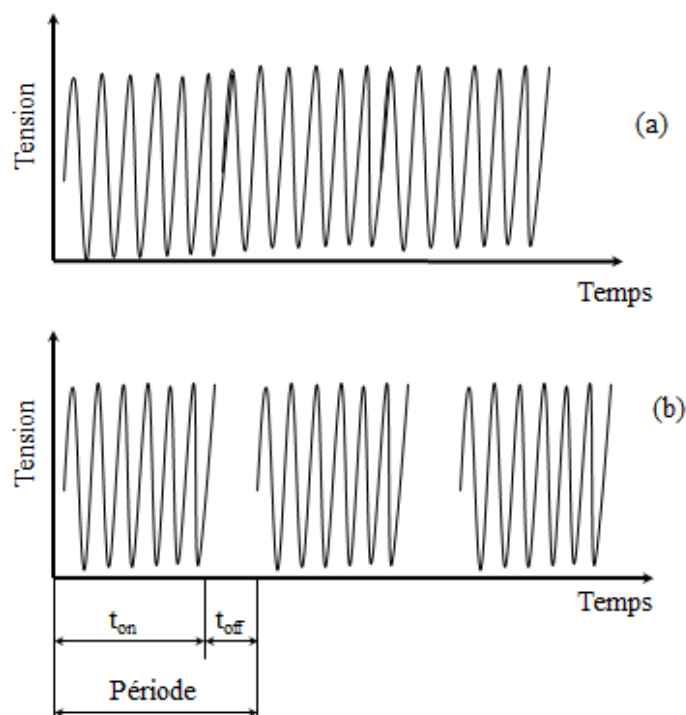 Tension
(a)
Temps
Tension
(b)
Temps
ton
toff
Période